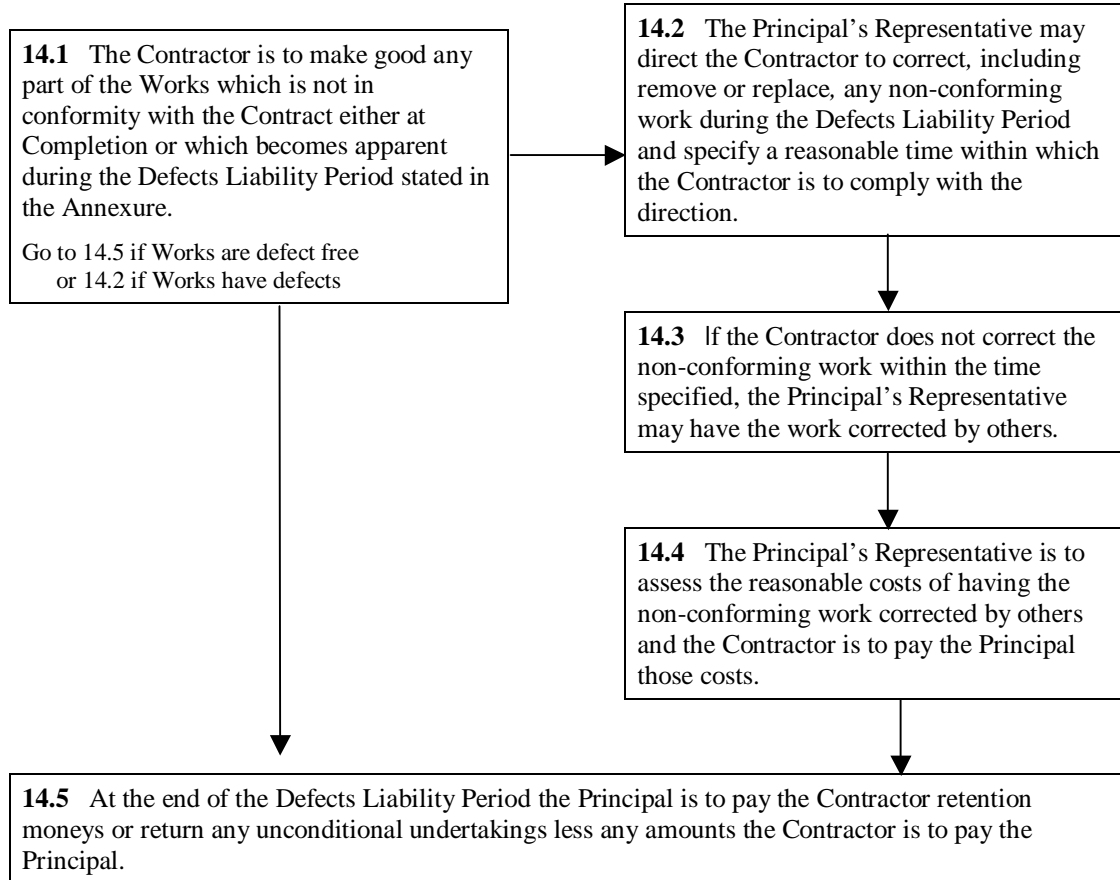 14.1 The Contractor is to make good any
part of the Works which is not in
conformity with the Contract either at
Completion or which becomes apparent
during the Defects Liability Period stated in
the Annexure.
Go to 14.5 if Works are defect free
or 14.2 if Works have defects
14.2 The Principal’s Representative may
direct the Contractor to correct, including
remove or replace, any non-conforming
work during the Defects Liability Period
and specify a reasonable time within which
the Contractor is to comply with the
direction.
14.3 If the Contractor does not correct the
non-conforming work within the time
specified, the Principal’s Representative
may have the work corrected by others.
14.4 The Principal’s Representative is to
assess the reasonable costs of having the
non-conforming work corrected by others
and the Contractor is to pay the Principal
those costs.
14.5 At the end of the Defects Liability Period the Principal is to pay the Contractor retention
moneys or return any unconditional undertakings less any amounts the Contractor is to pay the
Principal.